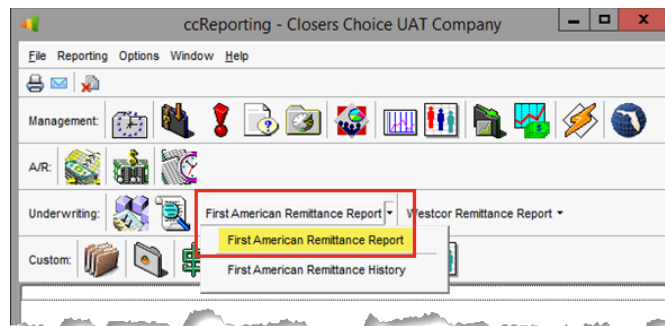 ccReporting - Closers Choice UAT Company
File Reporting Options Window Help
Management:
A/R:
Underwriting: First American Remittance Report Westcor Remittance Report
First American Remittance Report
Custom:
First American Remittance History